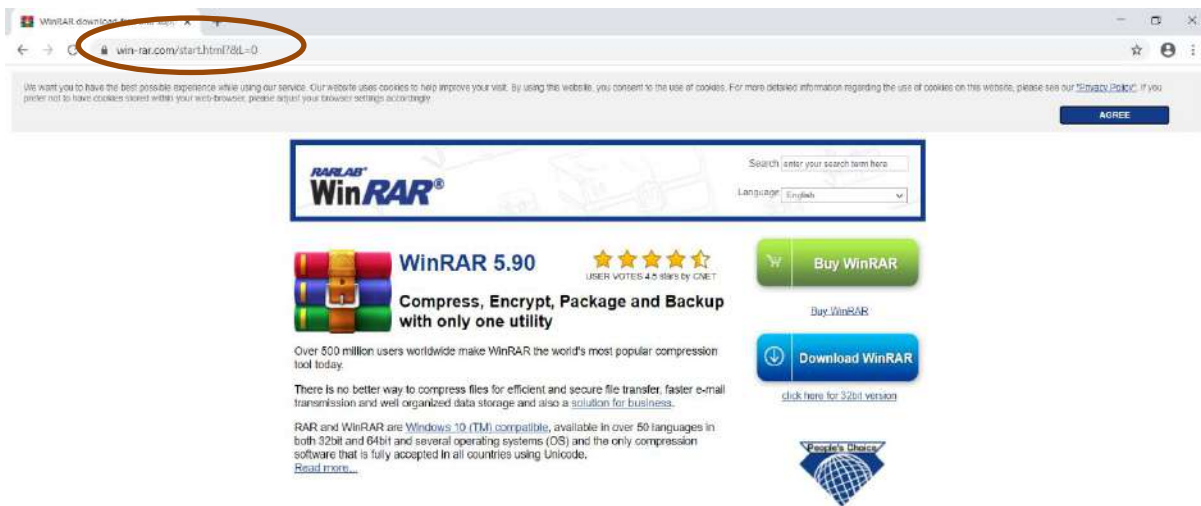 WinRAR download
win-rar.com/start.html?&L=0
We want you to have the best possible experience while using our service. Our website uses cookies to help improve your visit. By using this website, you consent to the use of cookies. For more detailed information regarding the use of cookies on this website, please see our "Privacy Policy". If you
prefer not to have cookies stored within your web-browser, please adjust your browser settings accordingly
AGREE
RARLAB®
WinRAR®
Search enter your search term here
Language English
WinRAR 5.90
USER VOTES 4.5 stars by CNET
Compress, Encrypt, Package and Backup
with only one utility
Over 500 million users worldwide make WinRAR the world's most popular compression
tool today.
There is no better way to compress files for efficient and secure file transfer, faster e-mail
transmission and well organized data storage and also a solution for business.
RAR and WinRAR are Windows 10 (TM) compatible, available in over 50 languages in
both 32bit and 64bit and several operating systems (OS) and the only compression
software that is fully accepted in all countries using Unicode.
Read more...
Buy WinRAR
Buy WinRAR
Download WinRAR
click here for 32bit version
People's Choice